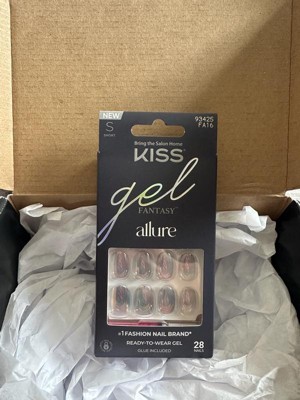 NEW
S
SHORT
93425
FA16
Bring the Salon Home
KISS
gel
FANTASY
allure
#1 FASHION NAIL BRAND*
READY-TO-WEAR GEL
GLUE INCLUDED
28
NAILS